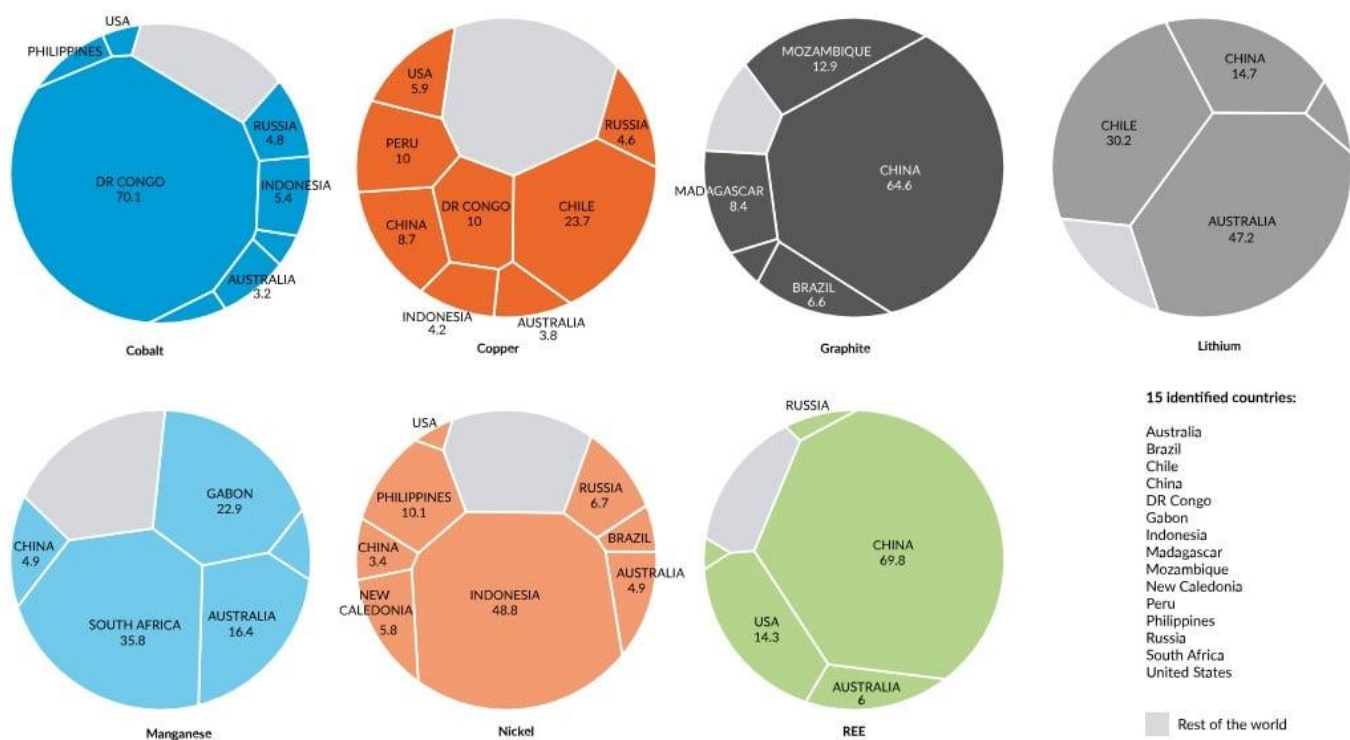 USA
PHILIPPINES
RUSSIA
4.8
DR CONGO
70.1
INDONESIA
5.4
AUSTRALIA
3.2
Cobalt
USA
5.9
RUSSIA
4.6
PERU
10
DR CONGO
10
CHILE
23.7
CHINA
8.7
INDONESIA
4.2
AUSTRALIA
3.8
Copper
MOZAMBIQUE
12.9
CHINA
64.6
MADAGASCAR
8.4
BRAZIL
6.6
Graphite
CHINA
14.7
CHILE
30.2
AUSTRALIA
47.2
Lithium
GABON
22.9
CHINA
4.9
SOUTH AFRICA
35.8
AUSTRALIA
16.4
Manganese
USA
PHILIPPINES
10.1
RUSSIA
6.7
BRAZIL
CHINA
3.4
AUSTRALIA
4.9
NEW
CALEDONIA
5.8
INDONESIA
48.8
Nickel
RUSSIA
CHINA
69.8
USA
14.3
AUSTRALIA
6
REE
15 identified countries:
Australia
Brazil
Chile
China
DR Congo
Gabon
Indonesia
Madagascar
Mozambique
New Caledonia
Peru
Philippines
Russia
South Africa
United States
Rest of the world